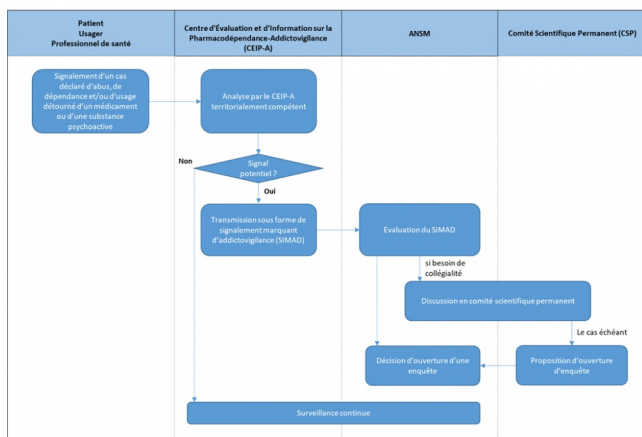 Patient
Usager
Professionnel de santé
Centre d'Évaluation et d'Information sur la
Pharmacodépendance-Addictovigilance
(CEIP-A)
ANSM
Comité Scientifique Permanent (CSP)
Signalement d'un cas
déclaré d'abus, de
dépendance et/ou d'usage
détourné d'un médicament
ou d'une substance
psychoactive
Analyse par le CEIP-A
territorialement compétent
Non
Signal
potentiel ?
Oui
Transmission sous forme de
signalement marquant
d'addictovigilance (SIMAD)
Evaluation du SIMAD
si besoin de
collégialité
Discussion en comité scientifique permanent
Le cas échéant
Décision d'ouverture d'une
enquête
Proposition d'ouverture
d'enquête
Surveillance continue